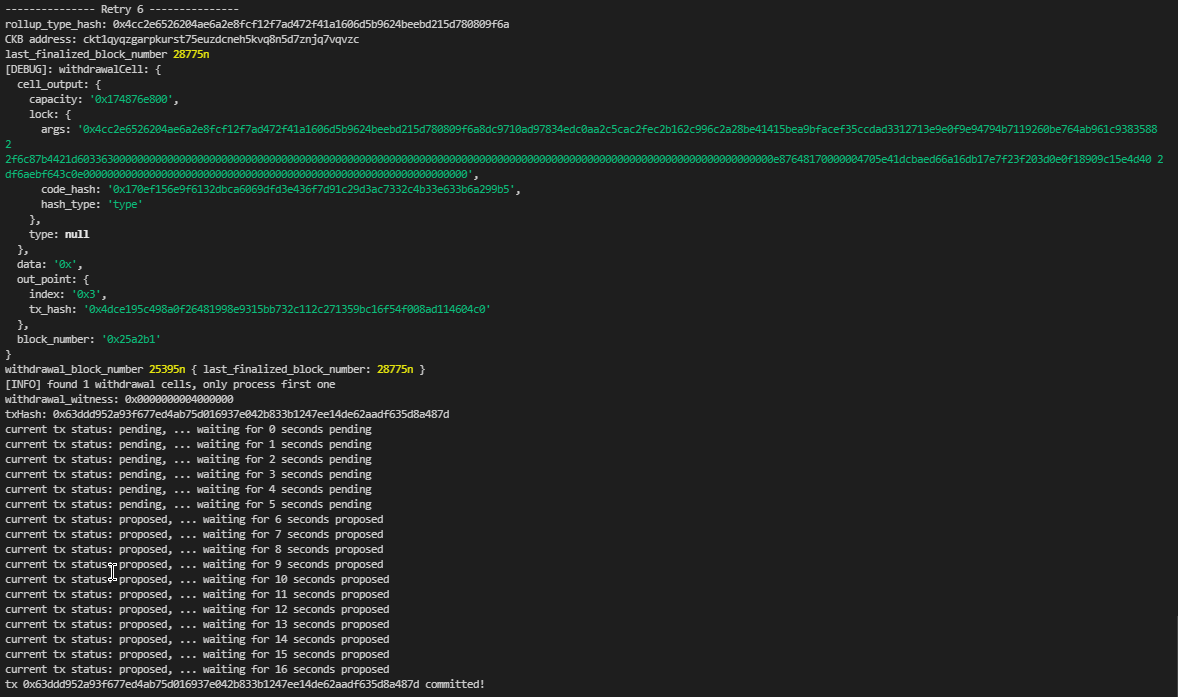 --------------- Retry 6 ---------------
rollup_type_hash: 0x4cc2e6526204ae6a2e8fcf12f7ad472f41a1606d5b9624beebd215d780809f6a
CKB address: ckt1qyqzgarpkurst75euzdcneh5kvq8n5d7znjq7vqvzc
last_finalized_block_number 28775n
[DEBUG]: withdrawalCell: {
  cell_output: {
    capacity: '0x174876e800',
    lock: {
      args: '0x4cc2e6526204ae6a2e8fcf12f7ad472f41a1606d5b9624beebd215d780809f6a8dc9710ad97834edc0aa2c5cac2fec2b162c996c2a28be41415bea9bfacef35ccdad3312713e9e0f9e94794b7119260be764ab961c9383588
2
      code_hash: '0x170ef156e9f6132dbca6069dfd3e436f7d91c29d3ac7332c4b33e633b6a299b5',
      hash_type: 'type'
    },
    type: null
  },
  data: '0x',
  out_point: {
    index: '0x3',
    tx_hash: '0x4dce195c498a0f26481998e9315bb732c112c271359bc16f54f008ad114604c0'
  },
  block_number: '0x25a2b1'
}
withdrawal_block_number 25395n { last_finalized_block_number: 28775n }
[INFO] found 1 withdrawal cells, only process first one
withdrawal_witness: 0x0000000004000000
txHash: 0x63ddd952a93f677ed4ab75d016937e042b833b1247ee14de62aadf635d8a487d
current tx status: pending, ... waiting for 0 seconds pending
current tx status: pending, ... waiting for 1 seconds pending
current tx status: pending, ... waiting for 2 seconds pending
current tx status: pending, ... waiting for 3 seconds pending
current tx status: pending, ... waiting for 4 seconds pending
current tx status: pending, ... waiting for 5 seconds pending
current tx status: proposed, ... waiting for 6 seconds proposed
current tx status: proposed, ... waiting for 7 seconds proposed
current tx status: proposed, ... waiting for 8 seconds proposed
current tx status: proposed, ... waiting for 9 seconds proposed
current tx status: proposed, ... waiting for 10 seconds proposed
current tx status: proposed, ... waiting for 11 seconds proposed
current tx status: proposed, ... waiting for 12 seconds proposed
current tx status: proposed, ... waiting for 13 seconds proposed
current tx status: proposed, ... waiting for 14 seconds proposed
current tx status: proposed, ... waiting for 15 seconds proposed
current tx status: proposed, ... waiting for 16 seconds proposed
tx 0x63ddd952a93f677ed4ab75d016937e042b833b1247ee14de62aadf635d8a487d committed!